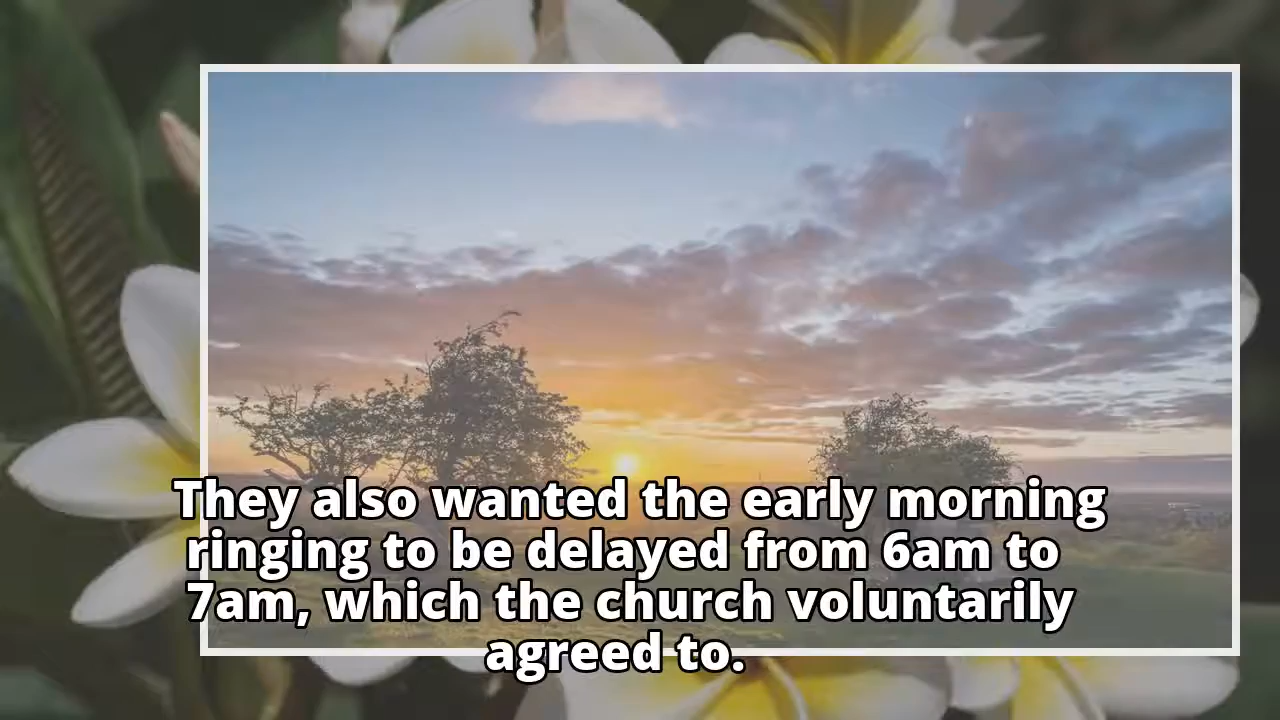 They also wanted the early morning
ringing to be delayed from 6am to
7am, which the church voluntarily
agreed to.